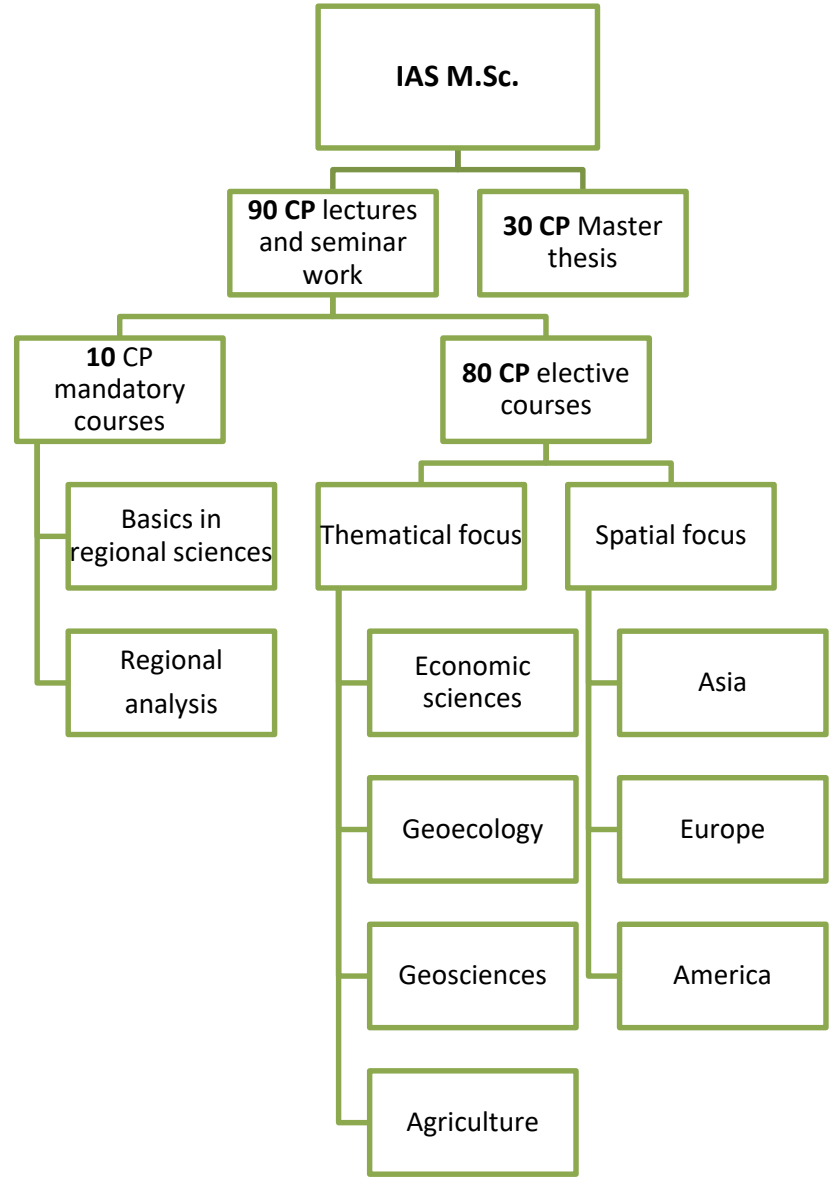 IAS M.Sc.
90 CP lectures
and seminar
work
30 CP Master
thesis
10 CP
mandatory
courses
80 CP elective
courses
Basics in
regional sciences
Regional
analysis
Thematical focus
Spatial focus
Economic
sciences
Geoecology
Geosciences
Agriculture
Asia
Europe
America